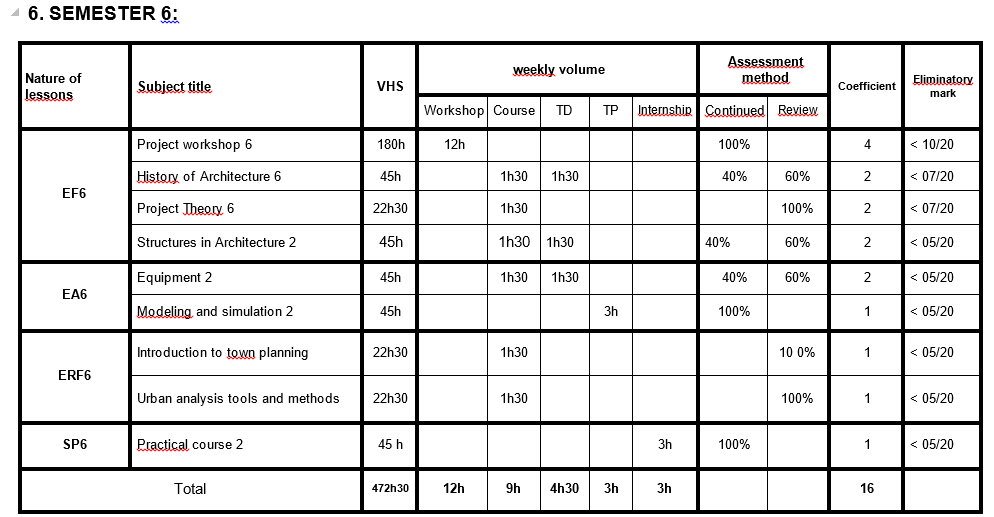 6. SEMESTER 6:
Nature of lessons Subject title VHS weekly volume Assessment method Coefficient Eliminatory mark
Workshop Course TD TP Internship Continued Review
EF6
Project workshop 6 180h 12h 100% 4 < 10/20
History of Architecture 6 45h 1h30 1h30 40% 60% 2 < 07/20
Project Theory 6 22h30 1h30 100% 2 < 07/20
Structures in Architecture 2 45h 1h30 1h30 40% 60% 2 < 05/20
EA6
Equipment 2 45h 1h30 1h30 40% 60% 2 < 05/20
Modeling and simulation 2 45h 3h 100% 1 < 05/20
ERF6
Introduction to town planning 22h30 1h30 10 0% 1 < 05/20
Urban analysis tools and methods 22h30 1h30 100% 1 < 05/20
SP6 Practical course 2 45 h 3h 100% 1 < 05/20
Total 472h30 12h 9h 4h30 3h 3h 16